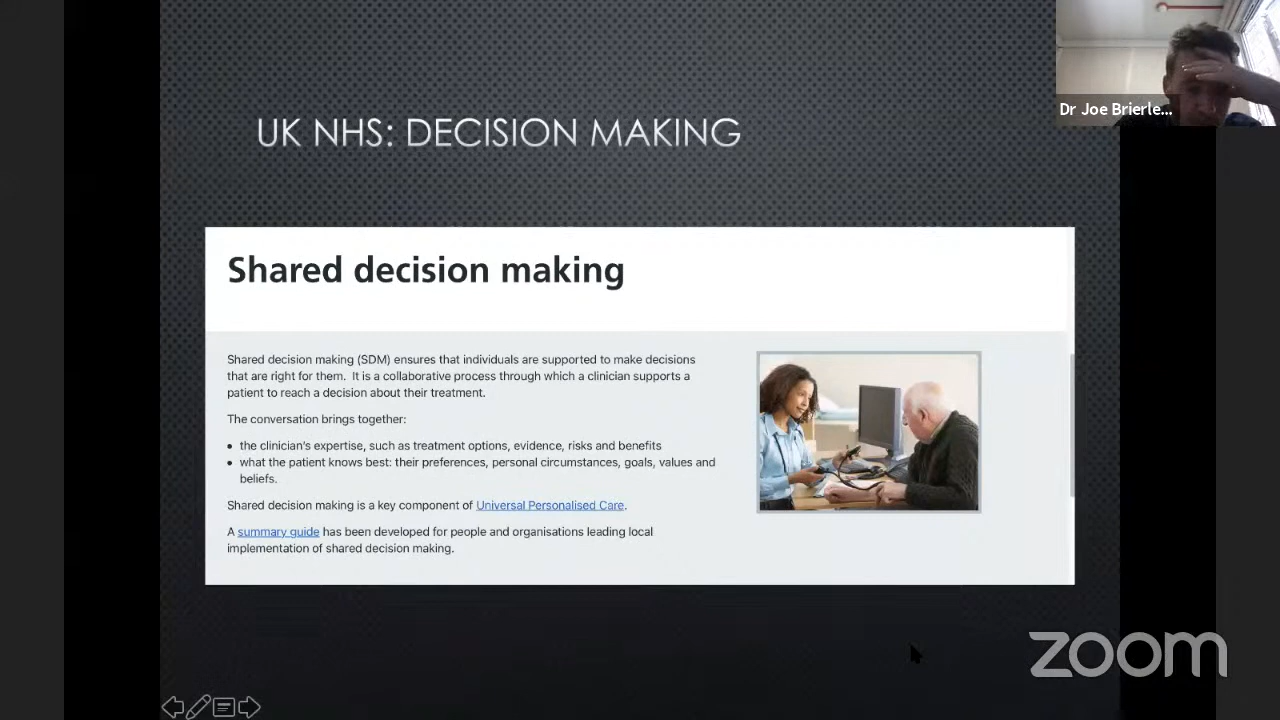 Dr Joe Brierle...
UK NHS: DECISION MAKING
Shared decision making
Shared decision making (SDM) ensures that individuals are supported to make decisions
that are right for them. It is a collaborative process through which a clinician supports a
patient to reach a decision about their treatment.
The conversation brings together:
• the clinician's expertise, such as treatment options, evidence, risks and benefits
• what the patient knows best: their preferences, personal circumstances, goals, values and
beliefs.
Shared decision making is a key component of Universal Personalised Care.
A summary guide has been developed for people and organisations leading local
implementation of shared decision making.
zoom